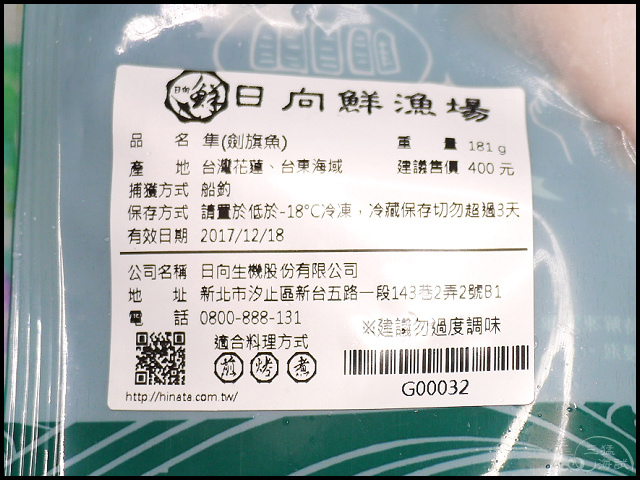 日向 鮮 日向鮮漁場
品 名 隼(劍旗魚) 重 量 181 g
產 地 台灣花蓮、台東海域 建議售價 400 元
捕獲方式 船釣
保存方式 請置於低於-18°C冷凍，冷藏保存切勿超過3天
有效日期 2017/12/18
公司名稱 日向生機股份有限公司
地 址 新北市汐止區新台五路一段143巷2弄2號B1
電 話 0800-888-131
※建議勿過度調味
適合料理方式
煎 烤 煮
http://hinata.com.tw/
G00032